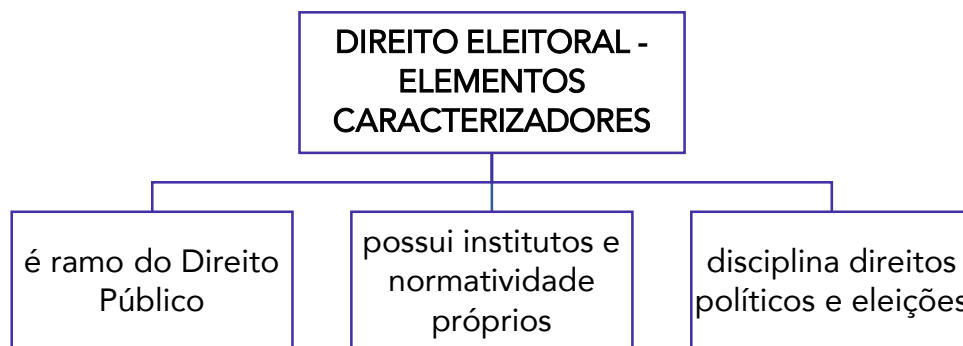 DIREITO ELEITORAL -
ELEMENTOS
CARACTERIZADORES
é ramo do Direito
Público
possui institutos e
normatividade
próprios
disciplina direitos
políticos e eleições